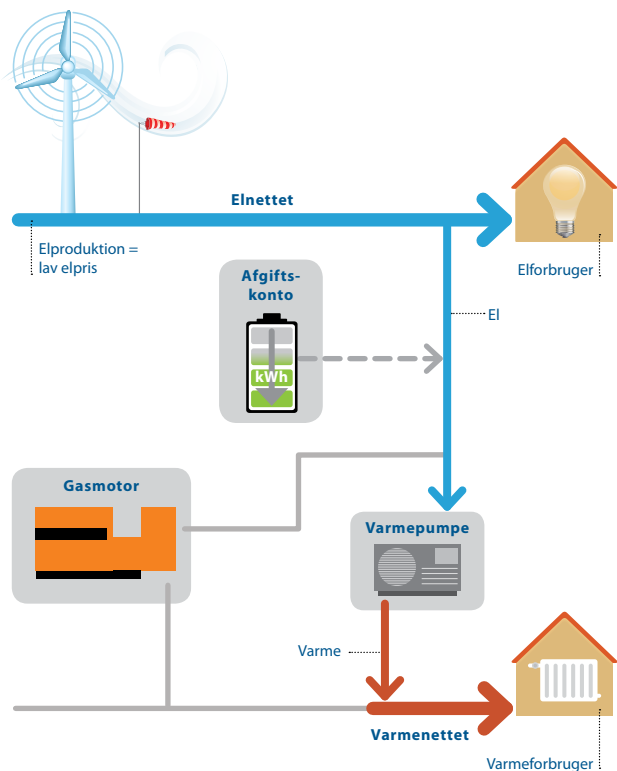 Elnettet
Elproduktion =
lav elpris
Elforbruger
Afgifts-
konto
kWh
El
Gasmotor
Varmepumpe
Varme
Varmenettet
Varmeforbruger